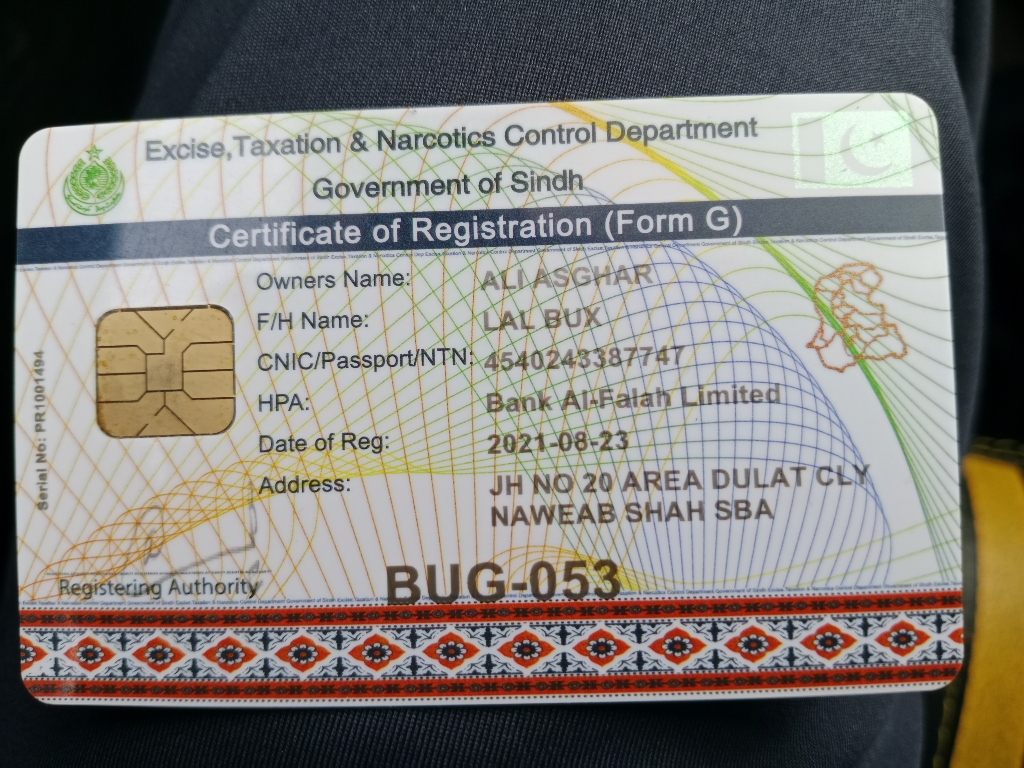 Excise,Taxation & Narcotics Control Department
Government of Sindh
Certificate of Registration (Form G)
Owners Name: ALI ASGHAR
F/H Name: LAL BUX
CNIC/Passport/NTN: 4540243387747
HPA: Bank Al-Falah Limited
Date of Reg: 2021-08-23
Address: JH NO 20 AREA DULAT CLY
NAWEAB SHAH SBA
Serial No: PR1001494
Registering Authority
BUG-053